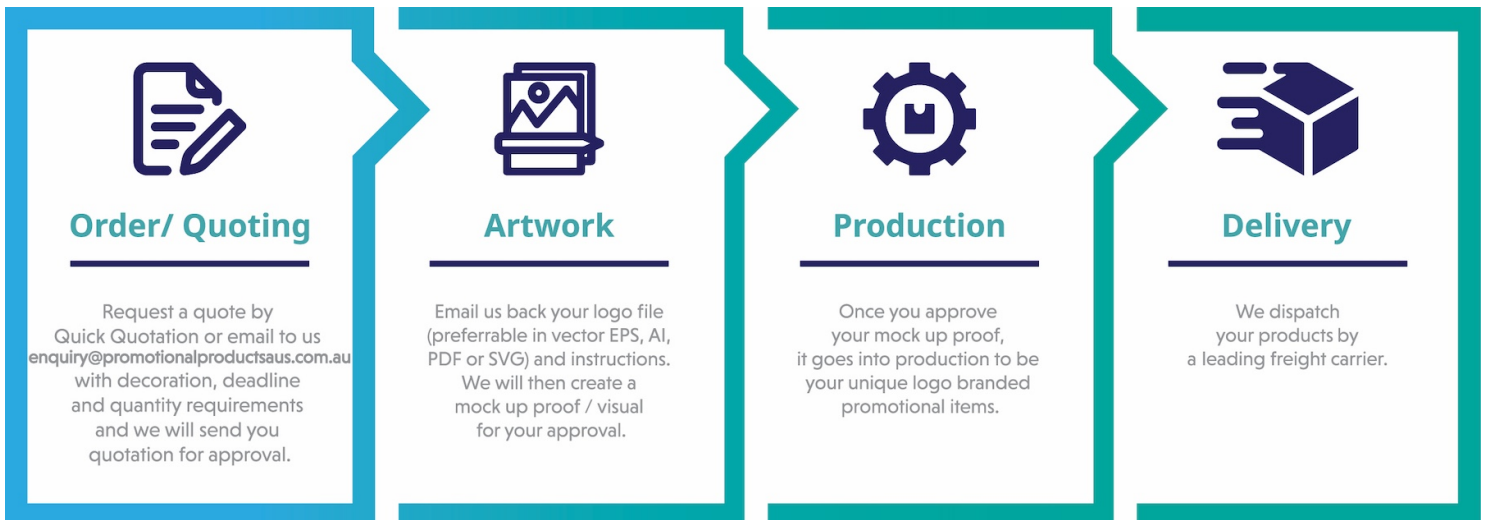 Order/ Quoting
Request a quote by
Quick Quotation or email to us
enquiry@promotionalproductsaus.com.au
with decoration, deadline
and quantity requirements
and we will send you
quotation for approval.
Artwork
Email us back your logo file
(preferrable in vector EPS, AI,
PDF or SVG) and instructions.
We will then create a
mock up proof / visual
for your approval.
Production
Once you approve
your mock up proof,
it goes into production to be
your unique logo branded
promotional items.
Delivery
We dispatch
your products by
a leading freight carrier.